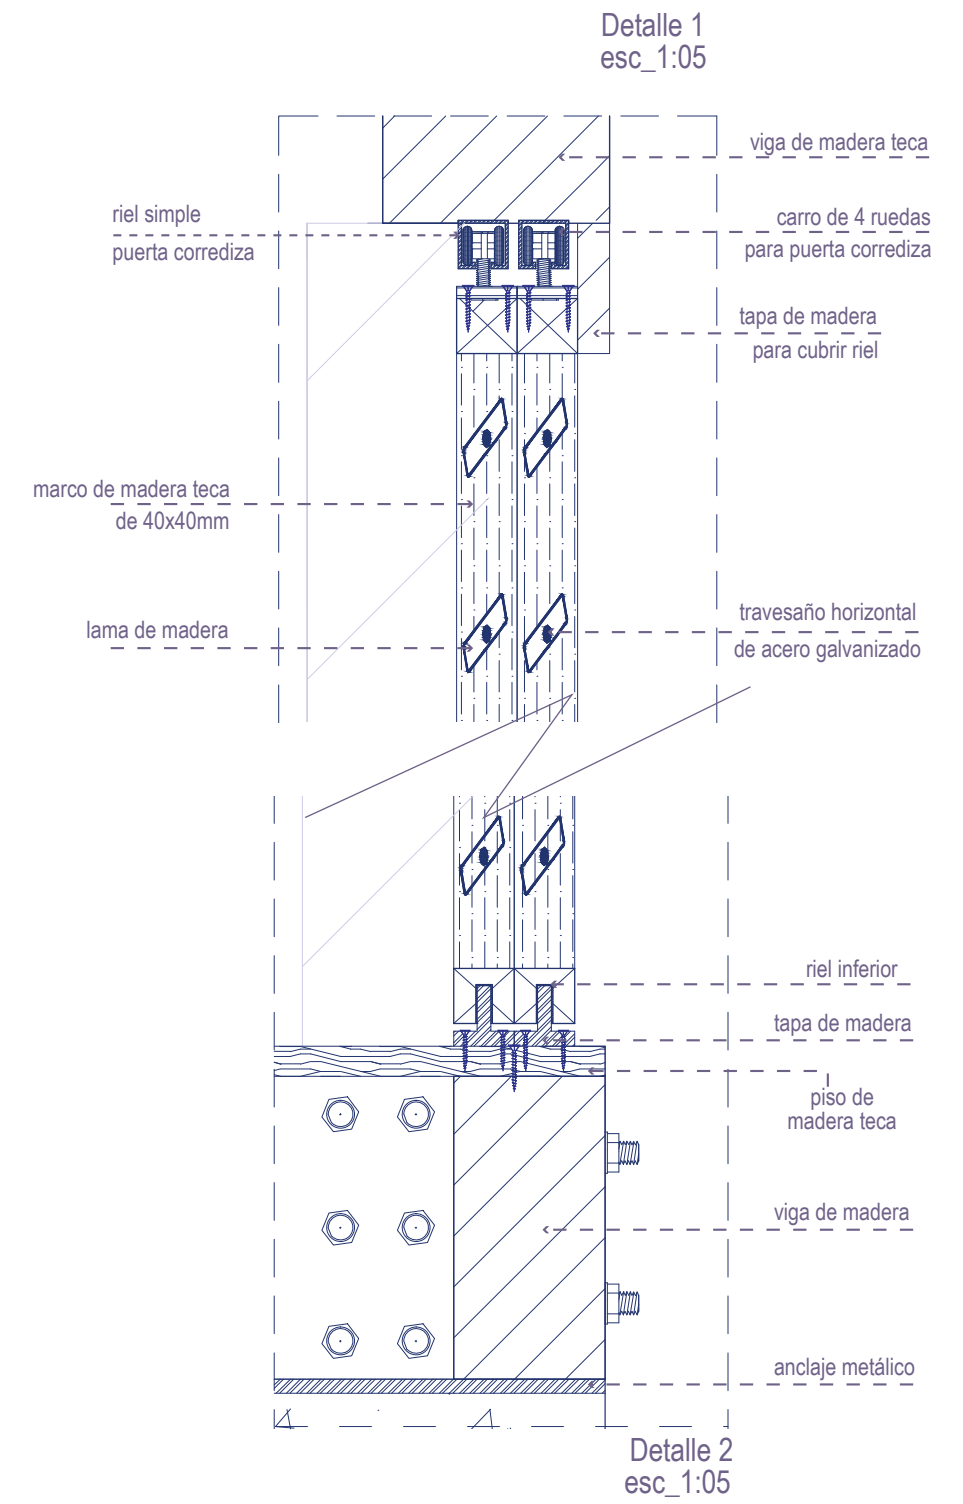 Detalle 1
esc_1:05
viga de madera teca
riel simple
puerta corrediza
carro de 4 ruedas
para puerta corrediza
tapa de madera
para cubrir riel
marco de madera teca
de 40x40mm
lama de madera
travesaño horizontal
de acero galvanizado
riel inferior
tapa de madera
piso de
madera teca
viga de madera
anclaje metálico
Detalle 2
esc_1:05